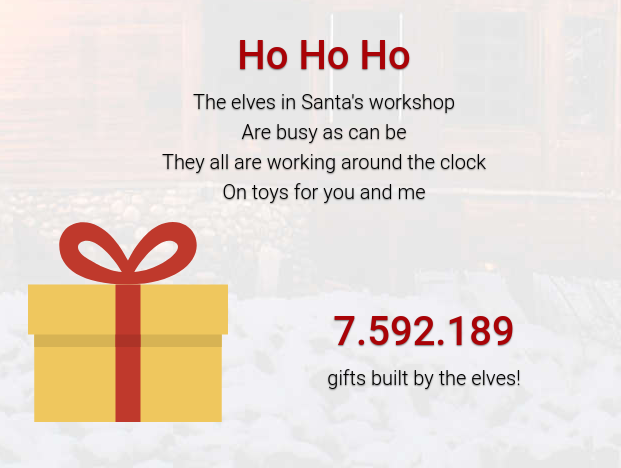 Ho Ho Ho
The elves in Santa's workshop
Are busy as can be
They all are working around the clock
On toys for you and me
7.592.189
gifts built by the elves!